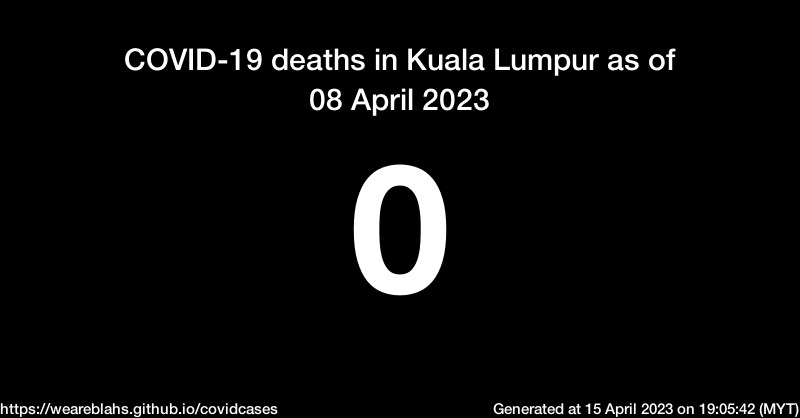 COVID-19 deaths in Kuala Lumpur as of
08 April 2023
0
https://weareblahs.github.io/covidcases
Generated at 15 April 2023 on 19:05:42 (MYT)